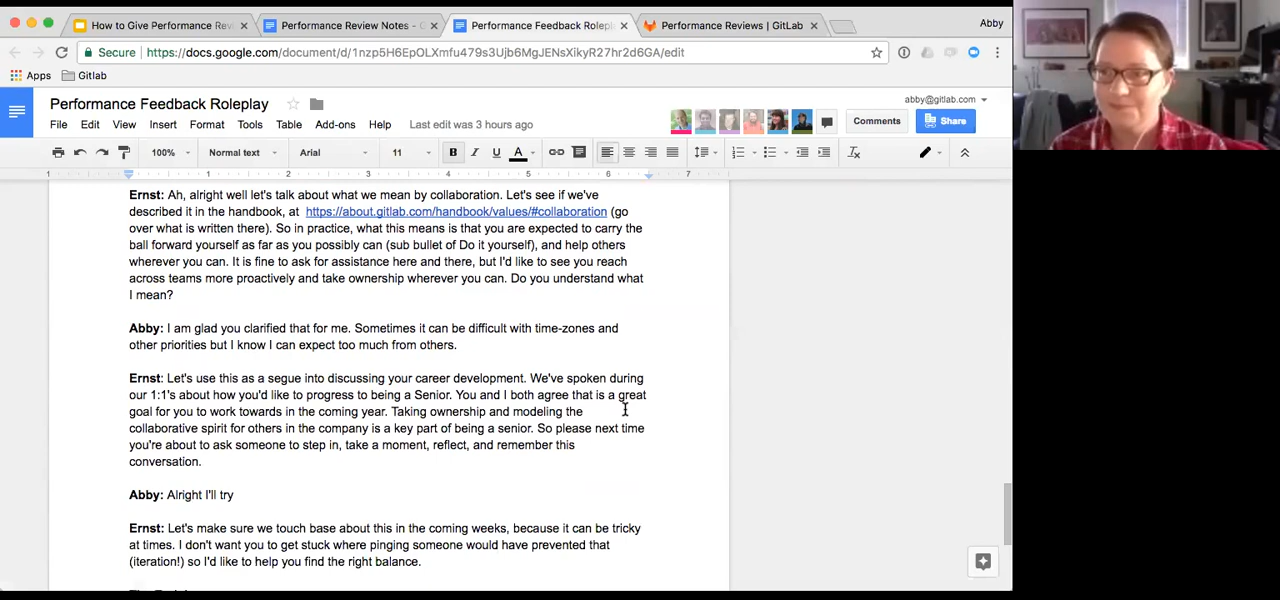 How to Give Performance Revi
Performance Review Notes - G
Performance Feedback Rolepl
Performance Reviews | GitLab
Abby
Secure
https://docs.google.com/document/d/1nzp5H6EpOLXmfu479s3Ujb6MgJENsXikyR27hr2d6GA/edit
Apps
Gitlab
Performance Feedback Roleplay
abby@gitlab.com
File Edit View Insert Format Tools Table Add-ons Help Last edit was 3 hours ago
Comments
Share
100% Normal text Arial 11 B I U A
1 1 2 3 4 5 6 7
Ernst: Ah, alright well let's talk about what we mean by collaboration. Let's see if we've
described it in the handbook, at https://about.gitlab.com/handbook/values/#collaboration (go
over what is written there). So in practice, what this means is that you are expected to carry the
ball forward yourself as far as you possibly can (sub bullet of Do it yourself), and help others
wherever you can. It is fine to ask for assistance here and there, but I'd like to see you reach
across teams more proactively and take ownership wherever you can. Do you understand what
I mean?
Abby: I am glad you clarified that for me. Sometimes it can be difficult with time-zones and
other priorities but I know I can expect too much from others.
Ernst: Let's use this as a segue into discussing your career development. We've spoken during
our 1:1's about how you'd like to progress to being a Senior. You and I both agree that is a great
goal for you to work towards in the coming year. Taking ownership and modeling the
collaborative spirit for others in the company is a key part of being a senior. So please next time
you're about to ask someone to step in, take a moment, reflect, and remember this
conversation.
Abby: Alright I'll try
Ernst: Let's make sure we touch base about this in the coming weeks, because it can be tricky
at times. I don't want you to get stuck where pinging someone would have prevented that
(iteration!) so I'd like to help you find the right balance.